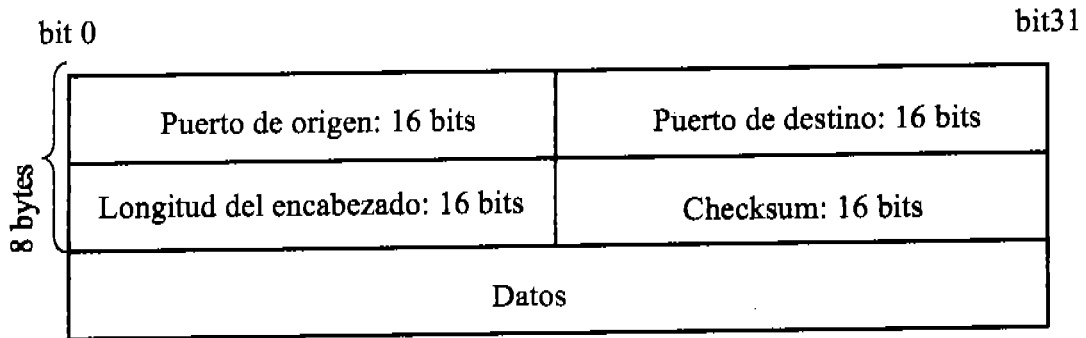 bit 0
bit31
8 bytes
Puerto de origen: 16 bits
Puerto de destino: 16 bits
Longitud del encabezado: 16 bits
Checksum: 16 bits
Datos